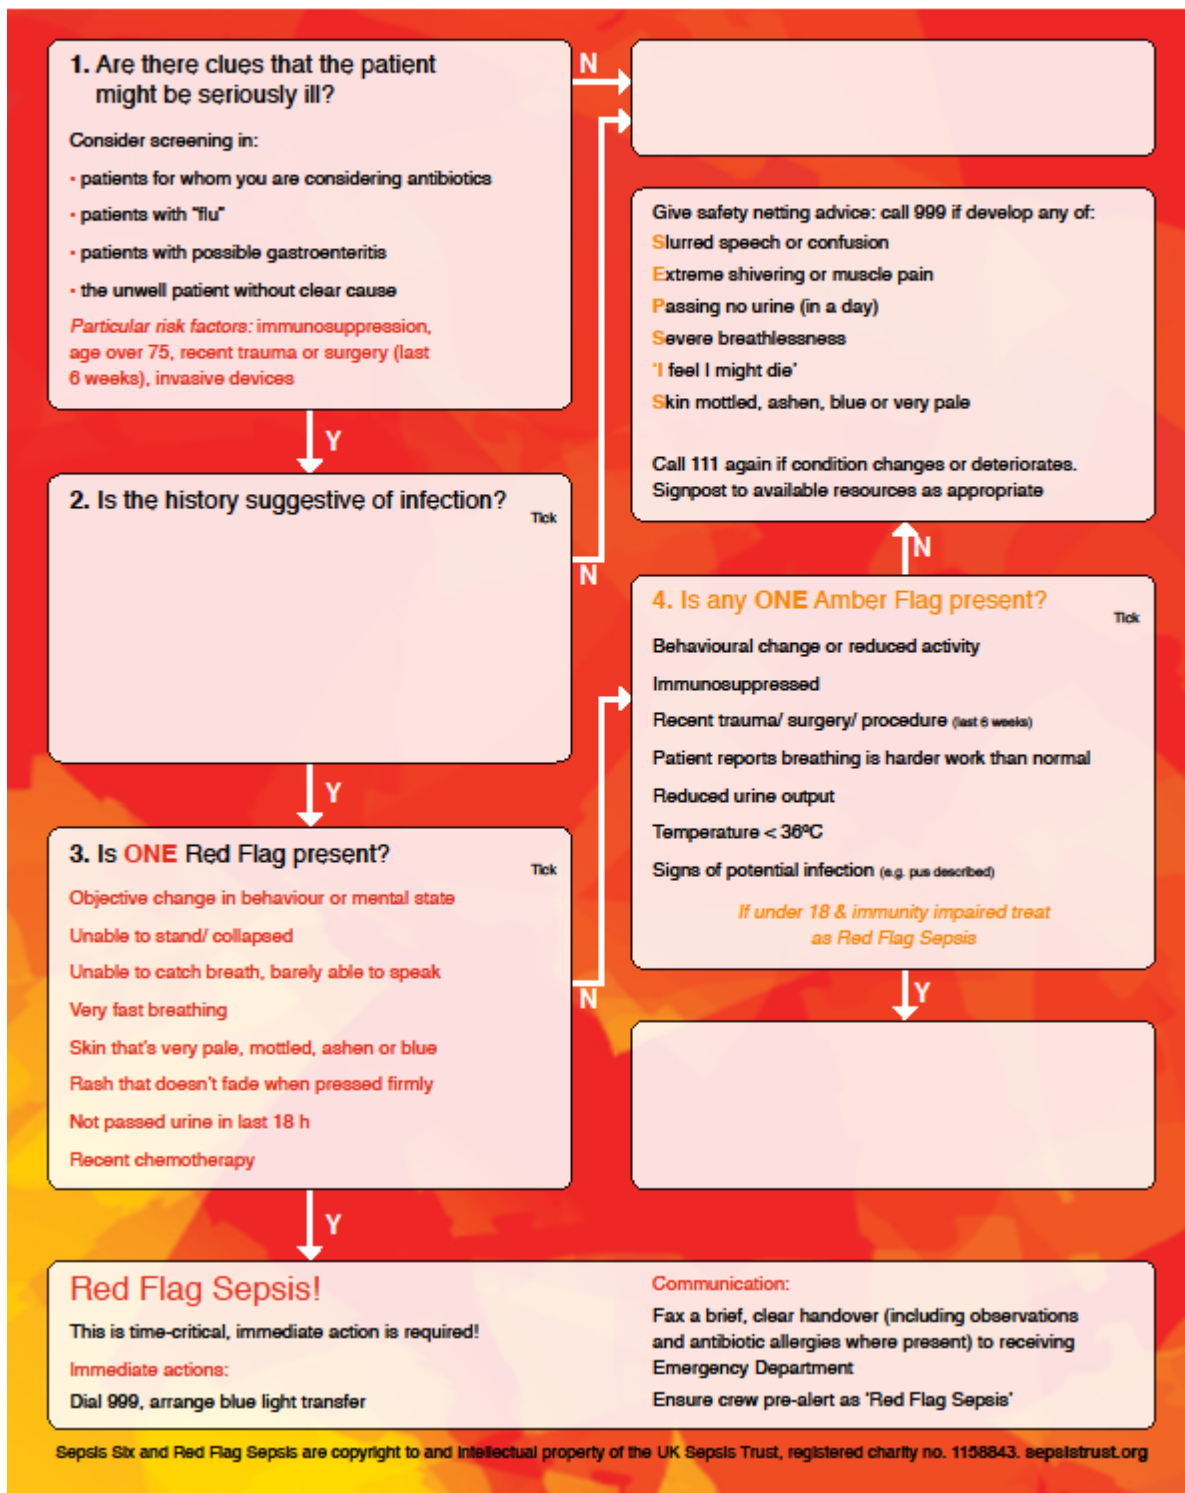 1. Are there clues that the patient
might be seriously ill?
Consider screening in:
• patients for whom you are considering antibiotics
• patients with "flu"
• patients with possible gastroenteritis
• the unwell patient without clear cause
Particular risk factors: immunosuppression,
age over 75, recent trauma or surgery (last
6 weeks), invasive devices
N
Y
2. Is the history suggestive of infection?
Tick
N
Y
3. Is ONE Red Flag present?
Tick
Objective change in behaviour or mental state
Unable to stand/ collapsed
Unable to catch breath, barely able to speak
Very fast breathing
Skin that's very pale, mottled, ashen or blue
Rash that doesn't fade when pressed firmly
Not passed urine in last 18 h
Recent chemotherapy
N
Y
Give safety netting advice: call 999 if develop any of:
Slurred speech or confusion
Extreme shivering or muscle pain
Passing no urine (in a day)
Severe breathlessness
'I feel I might die'
Skin mottled, ashen, blue or very pale
Call 111 again if condition changes or deteriorates.
Signpost to available resources as appropriate
N
4. Is any ONE Amber Flag present?
Tick
Behavioural change or reduced activity
Immunosuppressed
Recent trauma/ surgery/ procedure (last 6 weeks)
Patient reports breathing is harder work than normal
Reduced urine output
Temperature < 36ºC
Signs of potential infection (e.g. pus described)
If under 18 & immunity impaired treat
as Red Flag Sepsis
Y
Red Flag Sepsis!
This is time-critical, immediate action is required!
Immediate actions:
Dial 999, arrange blue light transfer
Communication:
Fax a brief, clear handover (including observations
and antibiotic allergies where present) to receiving
Emergency Department
Ensure crew pre-alert as 'Red Flag Sepsis'
Sepsis Six and Red Flag Sepsis are copyright to and intellectual property of the UK Sepsis Trust, registered charity no. 1158843. sepsistrust.org